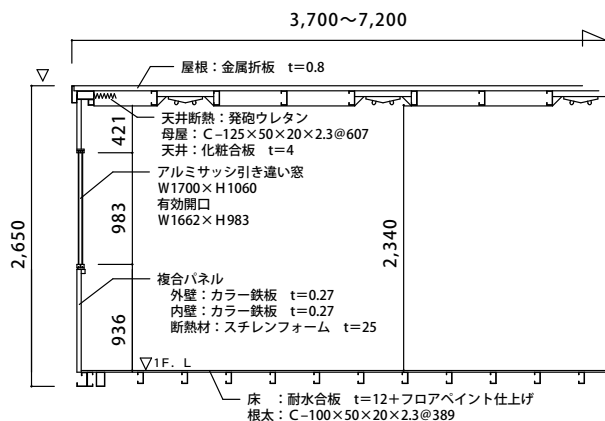 3,700～7,200
屋根：金属折板 t=0.8
天井断熱：発砲ウレタン
母屋：C−125×50×20×2.3@607
天井：化粧合板 t=4
アルミサッシ引き違い窓
W1700×H1060
有効開口
W1662×H983
421
983
936
2,650
2,340
複合パネル
外壁：カラー鉄板 t=0.27
内壁：カラー鉄板 t=0.27
断熱材：スチレンフォーム t=25
1F. L
床 ：耐水合板 t=12+フロアペイント仕上げ
根太：C−100×50×20×2.3@389